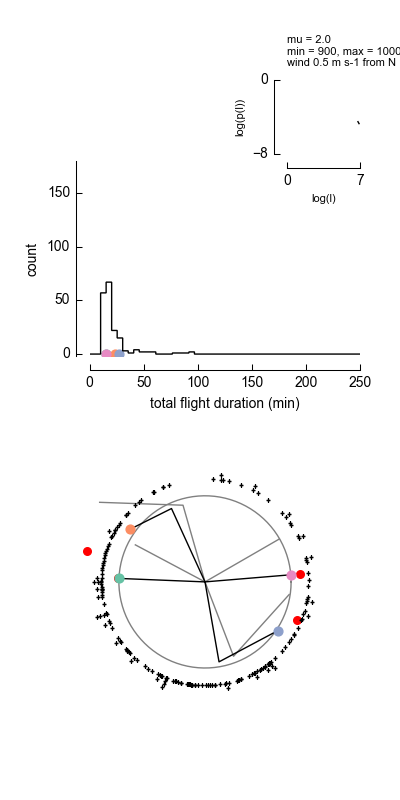 mu = 2.0
min = 900, max = 1000
wind 0.5 m s-1 from N
0
log(p(l))
−8
0 7
log(l)
150
count
100
50
0
0 50 100 150 200 250
total flight duration (min)